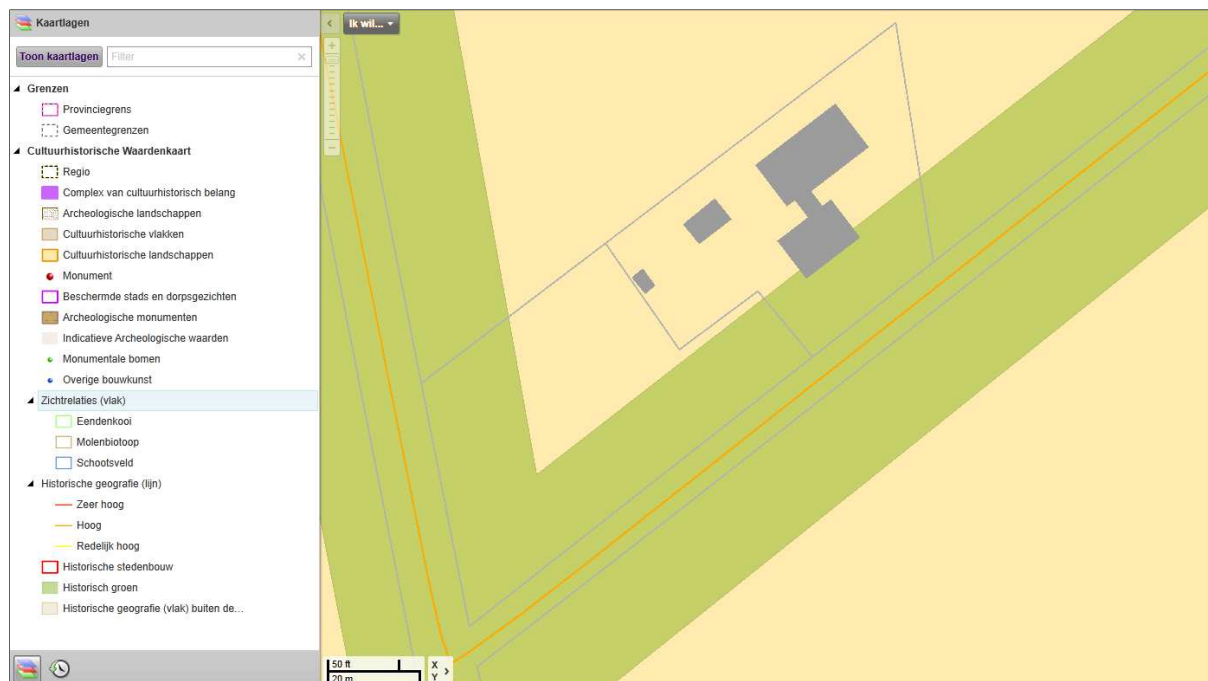 Kaartlagen
Toon kaartlagen Filter
Grenzen
Provinciegrens
Gemeentegrenzen
Cultuurhistorische Waardenkaart
Regio
Complex van cultuurhistorisch belang
Archeologische landschappen
Cultuurhistorische vlakken
Cultuurhistorische landschappen
Monument
Beschermde stads en dorpsgezichten
Archeologische monumenten
Indicatieve Archeologische waarden
Monumentale bomen
Overige bouwkunst
Zichtrelaties (vlak)
Eendenkooi
Molenbiotoop
Schootsveld
Historische geografie (lijn)
Zeer hoog
Hoog
Redelijk hoog
Historische stedenbouw
Historisch groen
Historische geografie (vlak) buiten de...
Ik wil...
50 ft
20 m
X
Y